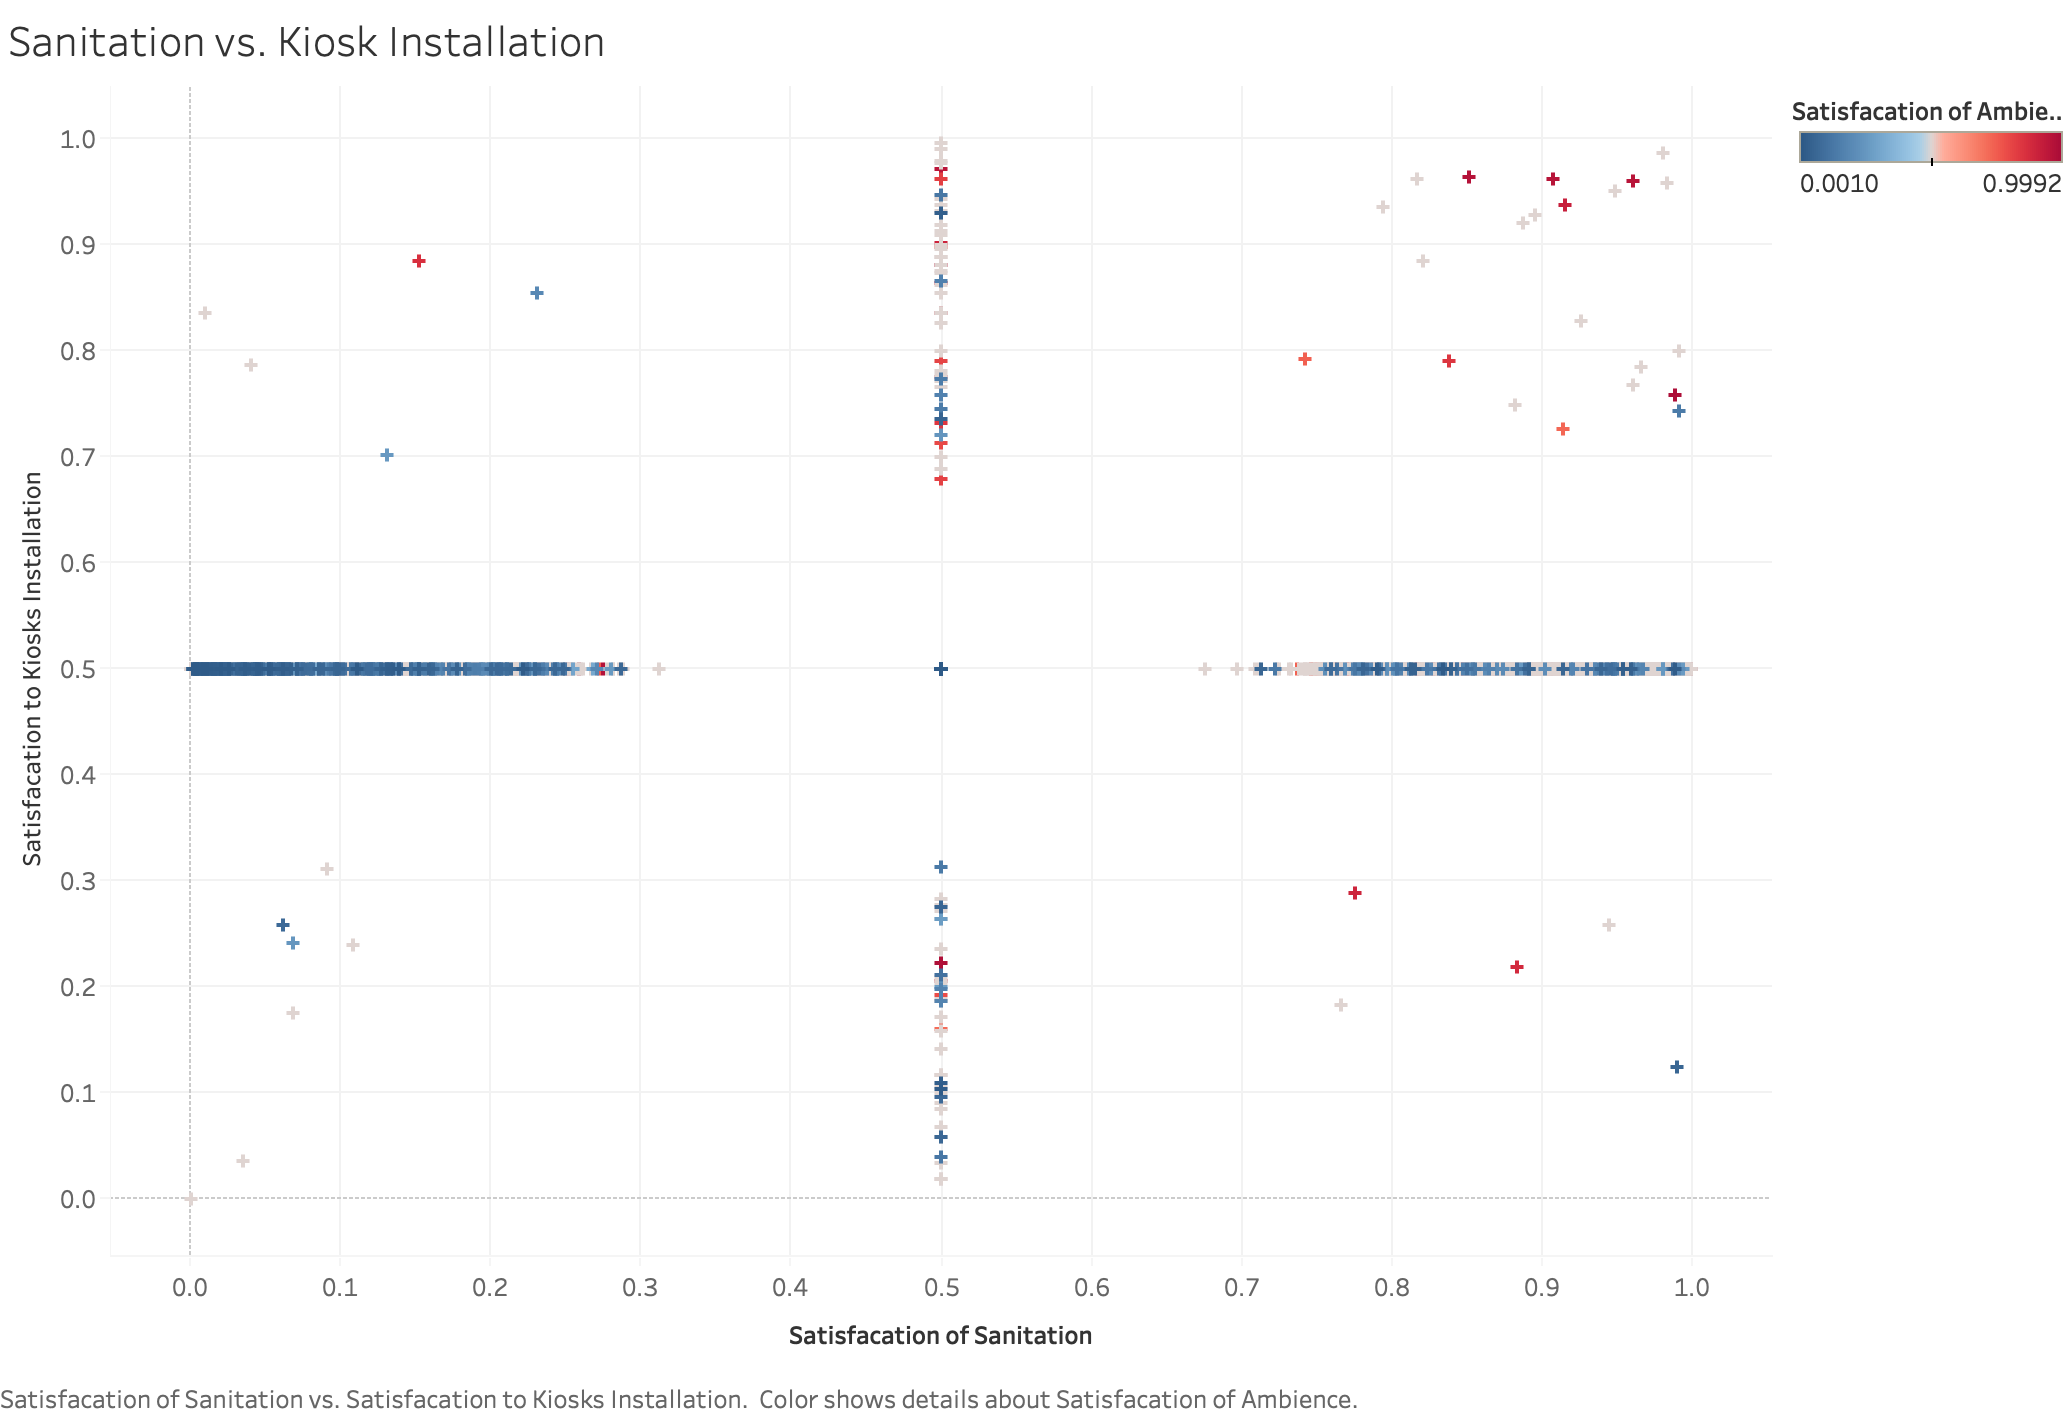 Sanitation vs. Kiosk Installation
Satisfacation of Ambie..
0.0010 0.9992
Satisfacation to Kiosks Installation
1.0
0.9
0.8
0.7
0.6
0.5
0.4
0.3
0.2
0.1
0.0
0.0 0.1 0.2 0.3 0.4 0.5 0.6 0.7 0.8 0.9 1.0
Satisfacation of Sanitation
Satisfacation of Sanitation vs. Satisfacation to Kiosks Installation. Color shows details about Satisfacation of Ambience.